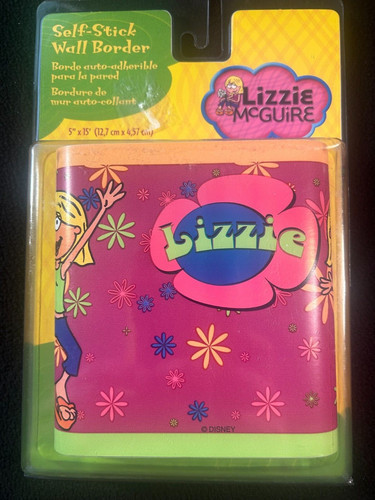 Self-Stick
Wall Border
Borde auto-adherible
para la pared
Bordure de
mur auto-collant
5" x 15' (12,7 cm x 4,57 cm)
LiZZiE
McGUiRE
Lizzie
© DISNEY